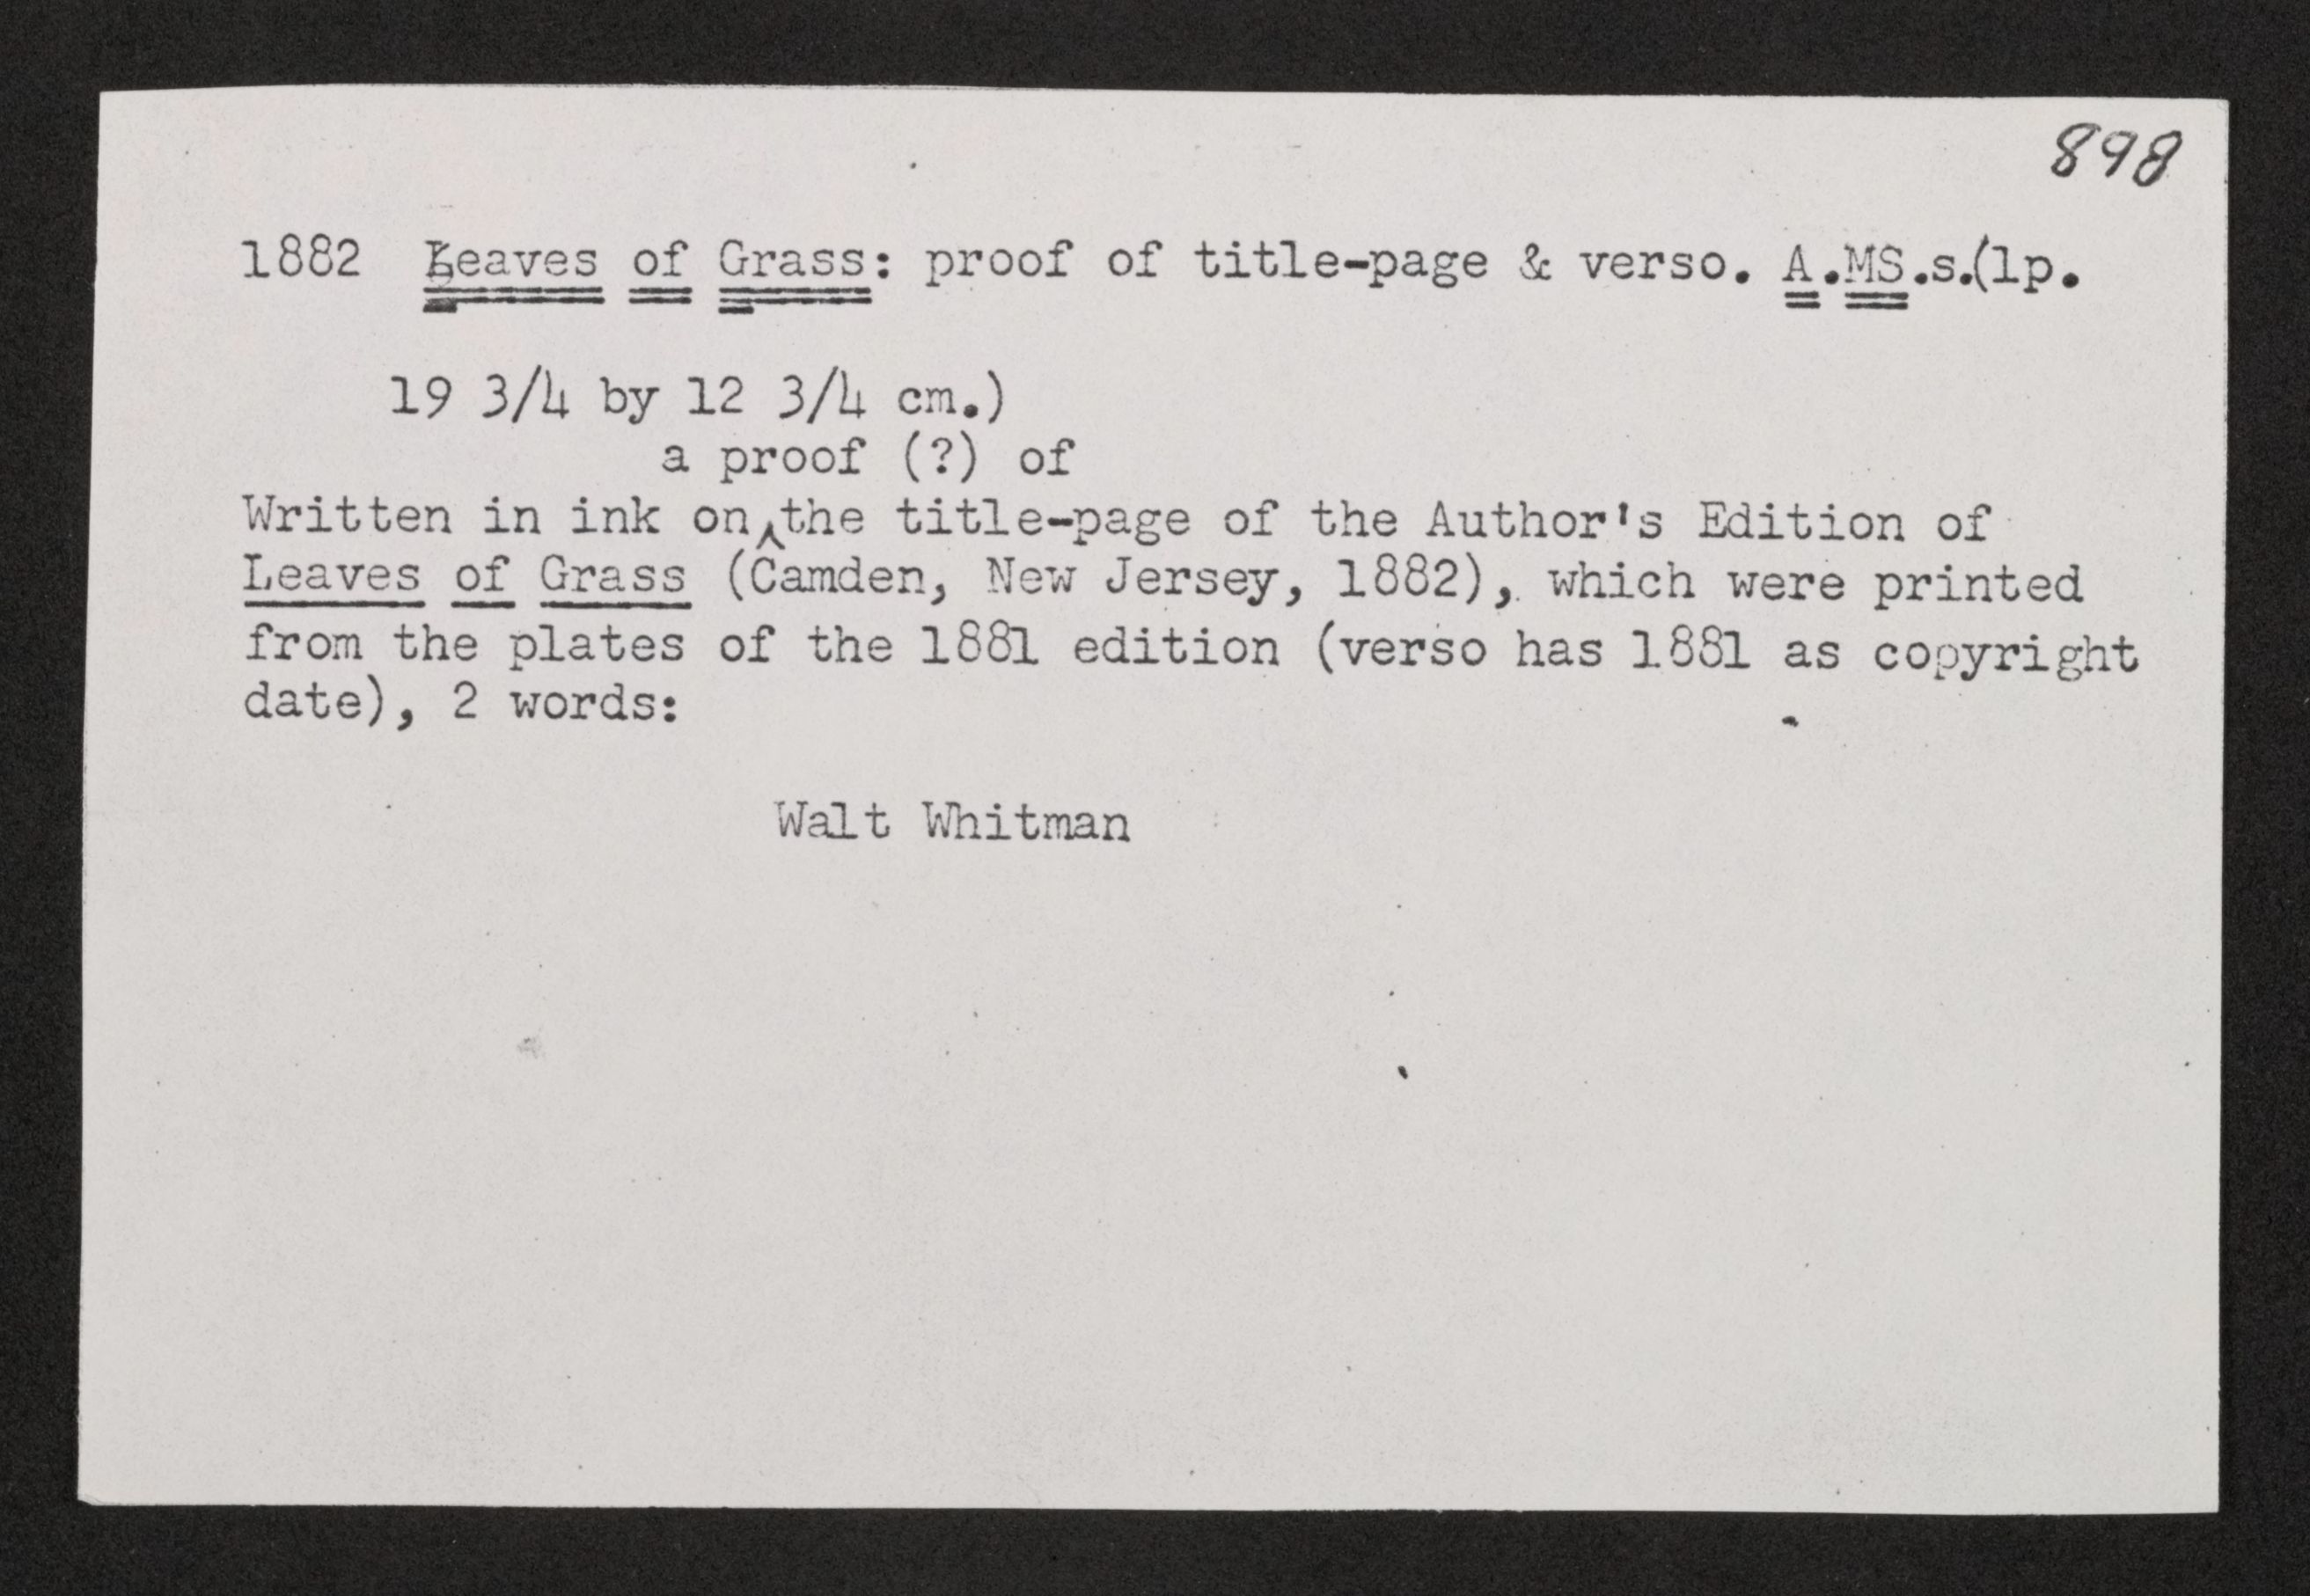 898
1882 Leaves of Grass: proof of title-page & verso. A.MS.s.(1p.
19 3/4 by 12 3/4 cm.)
a proof (?) of
Written in ink on‸the title-page of the Author's Edition of
Leaves of Grass (Camden, New Jersey, 1882), which were printed
from the plates of the 1881 edition (verso has 1881 as copyright
date), 2 words:
Walt Whitman